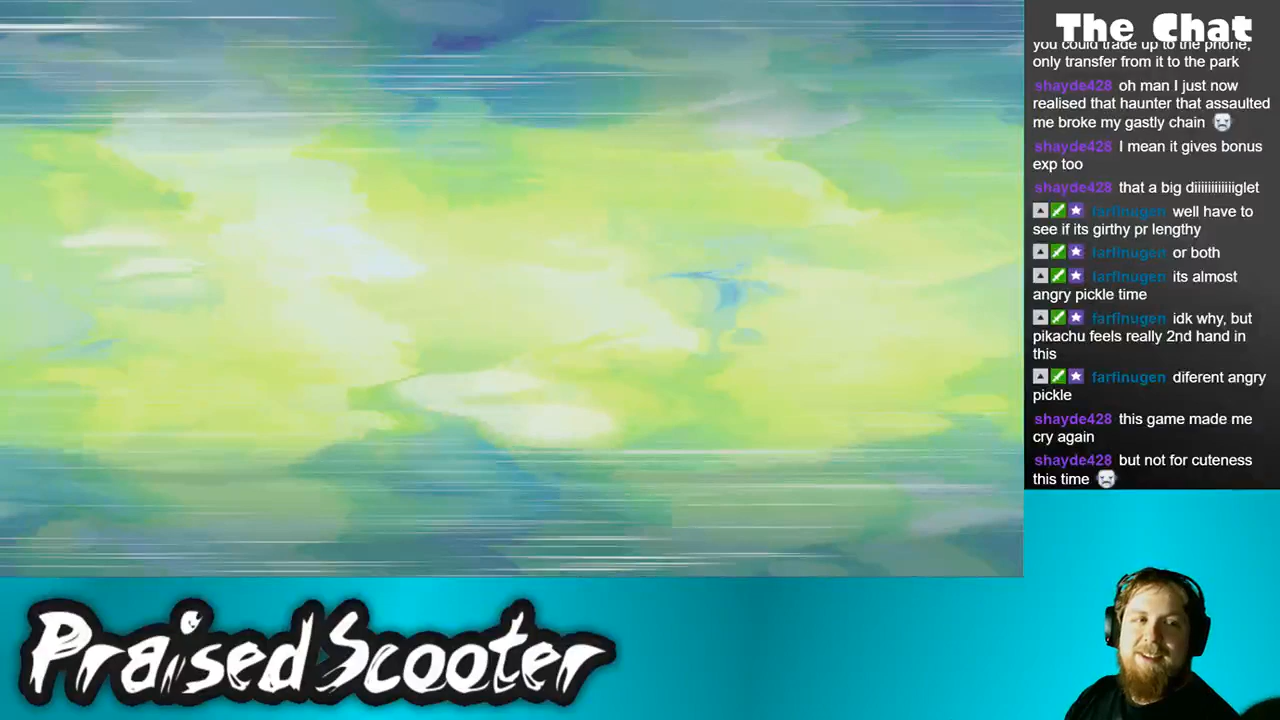 The Chat
you could trade up to the phone,
only transfer from it to the park
shayde428 oh man I just now
realised that haunter that assaulted
me broke my gastly chain
shayde428 I mean it gives bonus
exp too
shayde428 that a big diiiiiiiiiiiiglet
farfinugen well have to
see if its girthy pr lengthy
farfinugen or both
farfinugen its almost
angry pickle time
farfinugen idk why, but
pikachu feels really 2nd hand in
this
farfinugen diferent angry
pickle
shayde428 this game made me
cry again
shayde428 but not for cuteness
this time
PraisedScooter